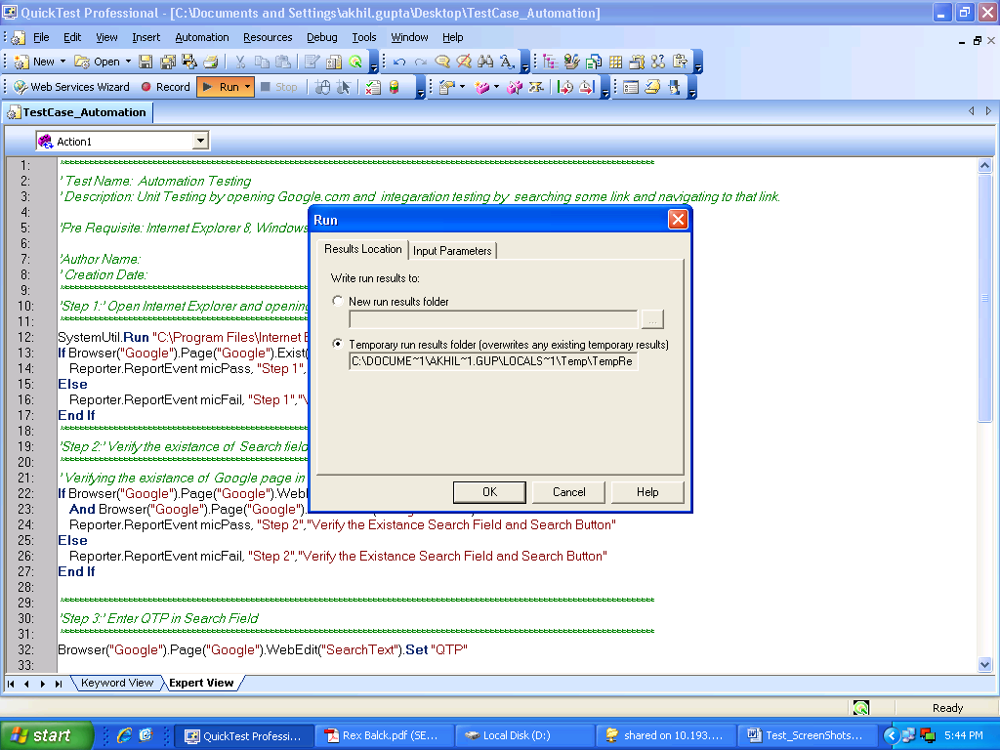 QuickTest Professional - [C:\Documents and Settings\akhil.gupta\Desktop\TestCase_Automation]
File Edit View Insert Automation Resources Debug Tools Window Help
New Open
Web Services Wizard Record Run Stop
TestCase_Automation
Action1
1: '************************************************************
2: ' Test Name: Automation Testing
3: ' Description: Unit Testing by opening Google.com and integaration testing by searching some link and navigating to that link.
4:
5: 'Pre Requisite: Internet Explorer 8, Windows
6:
7: 'Author Name:
8: ' Creation Date:
9:
10: 'Step 1:' Open Internet Explorer and opening
11:
12: SystemUtil.Run "C:\Program Files\Internet E
13: If Browser("Google").Page("Google").Exist(
14: Reporter.ReportEvent micPass, "Step 1",
15: Else
16: Reporter.ReportEvent micFail, "Step 1","
17: End If
18:
19: 'Step 2:' Verify the existance of Search field
20:
21: ' Verifying the existance of Google page in
22: If Browser("Google").Page("Google").WebE
23: And Browser("Google").Page("Google").
24: Reporter.ReportEvent micPass, "Step 2","Verify the Existance Search Field and Search Button"
25: Else
26: Reporter.ReportEvent micFail, "Step 2","Verify the Existance Search Field and Search Button"
27: End If
28:
29:
30: 'Step 3:' Enter QTP in Search Field
31:
32: Browser("Google").Page("Google").WebEdit("SearchText").Set "QTP"
33:
Run
Results Location Input Parameters
Write run results to:
New run results folder
...
Temporary run results folder (overwrites any existing temporary results)
C:\DOCUME~1\AKHIL~1.GUP\LOCALS~1\Temp\TempRe
OK Cancel Help
Keyword View Expert View
Ready
start QuickTest Professi... Rex Balck.pdf (SE... Local Disk (D:) shared on 10.193.... Test_ScreenShots... 5:44 PM